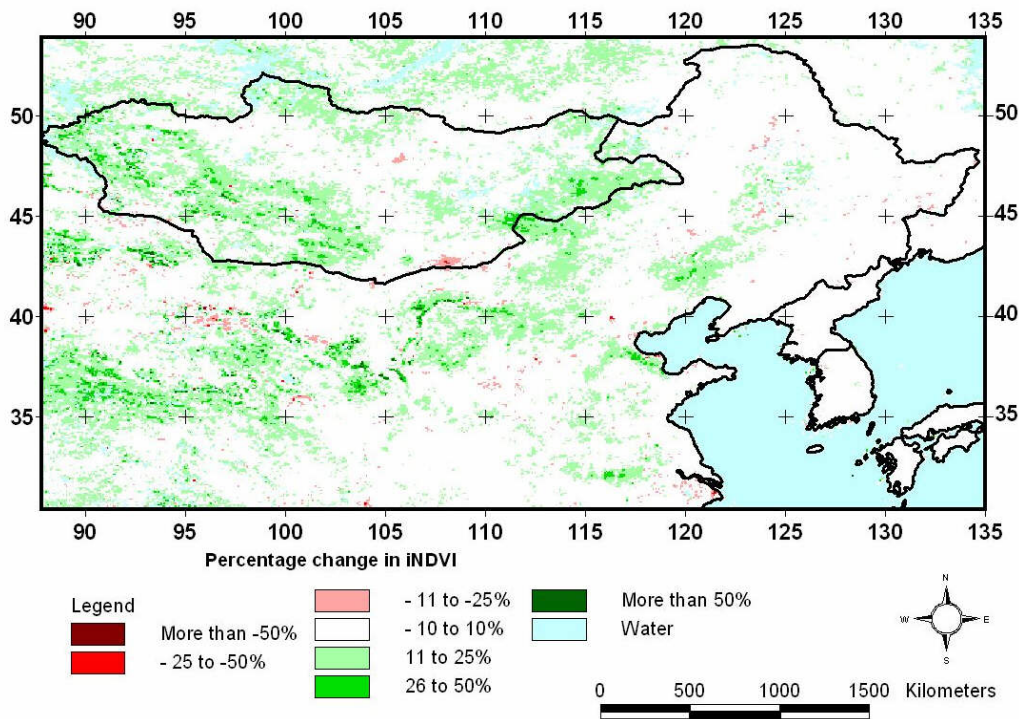 90 95 100 105 110 115 120 125 130 135
50 50
45 45
40 40
35 35
90 95 100 105 110 115 120 125 130 135
Percentage change in iNDVI
Legend
More than -50%
- 25 to -50%
- 11 to -25%
- 10 to 10%
11 to 25%
26 to 50%
More than 50%
Water
N
W E
S
0 500 1000 1500 Kilometers